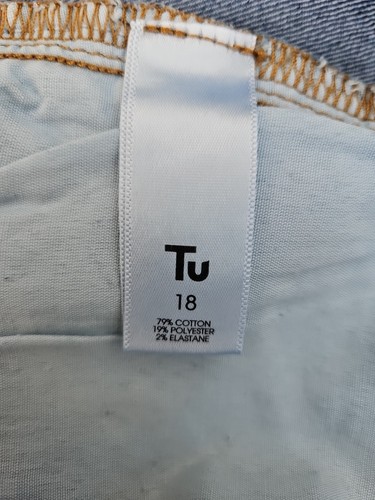 Tu
18
79% COTTON
19% POLYESTER
2% ELASTANE